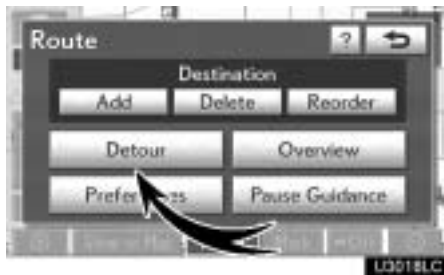 Route ?
Destination
Add Delete Reorder
Detour Overview
Pause Guidance
U3018LC